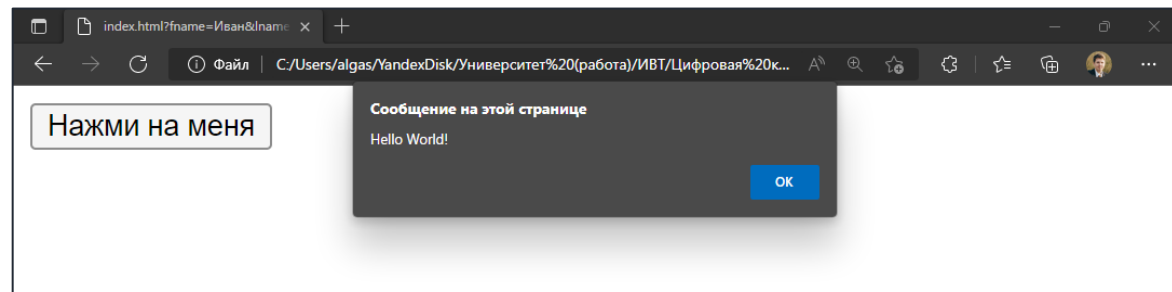 index.html?fname=Иван&lname
Файл
C:/Users/algas/YandexDisk/Университет%20(работа)/ИВТ/Цифровая%20к...
Нажми на меня
Сообщение на этой странице
Hello World!
ОК